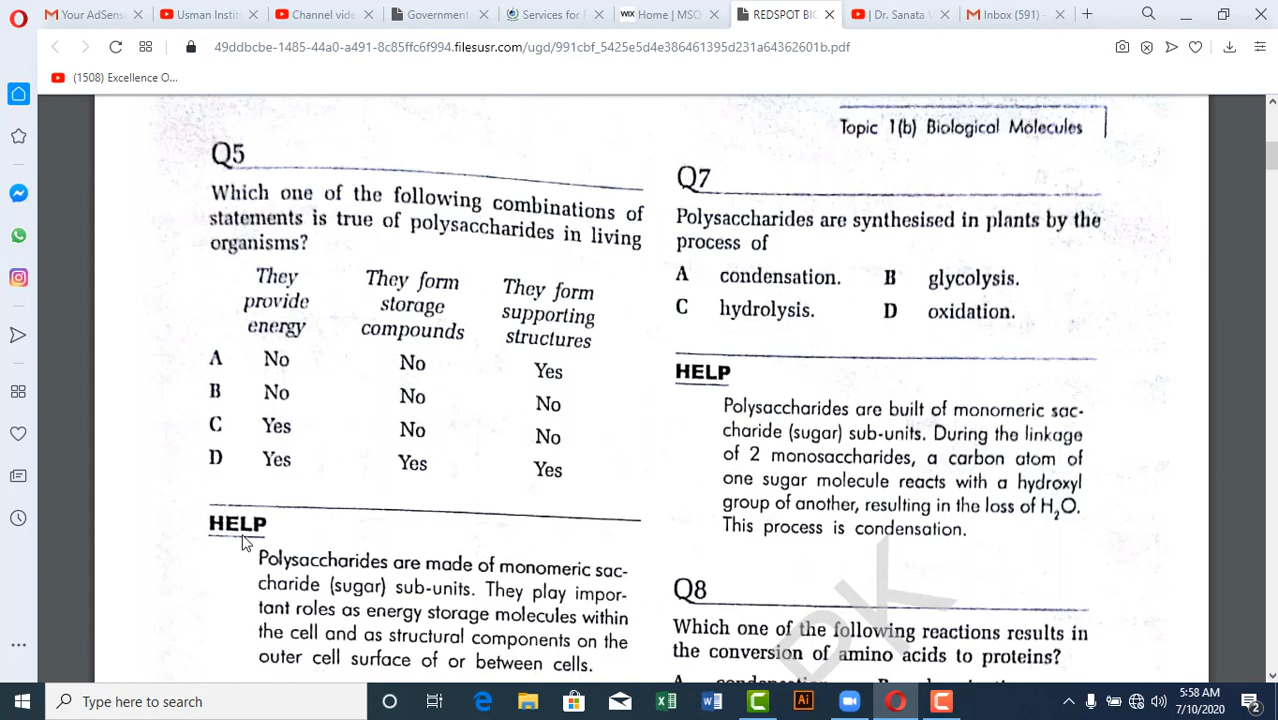 Your AdSens
Usman Instit
Channel vide
Government
Services for F
WIX Home | MSQ
REDSPOT BIO
Dr. Sanata V
Inbox (591) -
49ddbcbe-1485-44a0-a491-8c85ffc6f994.filesusr.com/ugd/991cbf_5425e5d4e386461395d231a64362601b.pdf
(1508) Excellence O...
Topic 1(b) Biological Molecules
Q5
Which one of the following combinations of
statements is true of polysaccharides in living
organisms?
They They form They form
provide storage supporting
energy compounds structures
A No No Yes
B No No No
C Yes No No
D Yes Yes Yes
HELP
Polysaccharides are made of monomeric sac-
charide (sugar) sub-units. They play impor-
tant roles as energy storage molecules within
the cell and as structural components on the
outer cell surface of or between cells.
Q7
Polysaccharides are synthesised in plants by the
process of
A condensation. B glycolysis.
C hydrolysis. D oxidation.
HELP
Polysaccharides are built of monomeric sac-
charide (sugar) sub-units. During the linkage
of 2 monosaccharides, a carbon atom of
one sugar molecule reacts with a hydroxyl
group of another, resulting in the loss of H₂O.
This process is condensation.
Q8
Which one of the following reactions results in
the conversion of amino acids to proteins?
PK
Type here to search
5:58 AM
7/10/2020
2